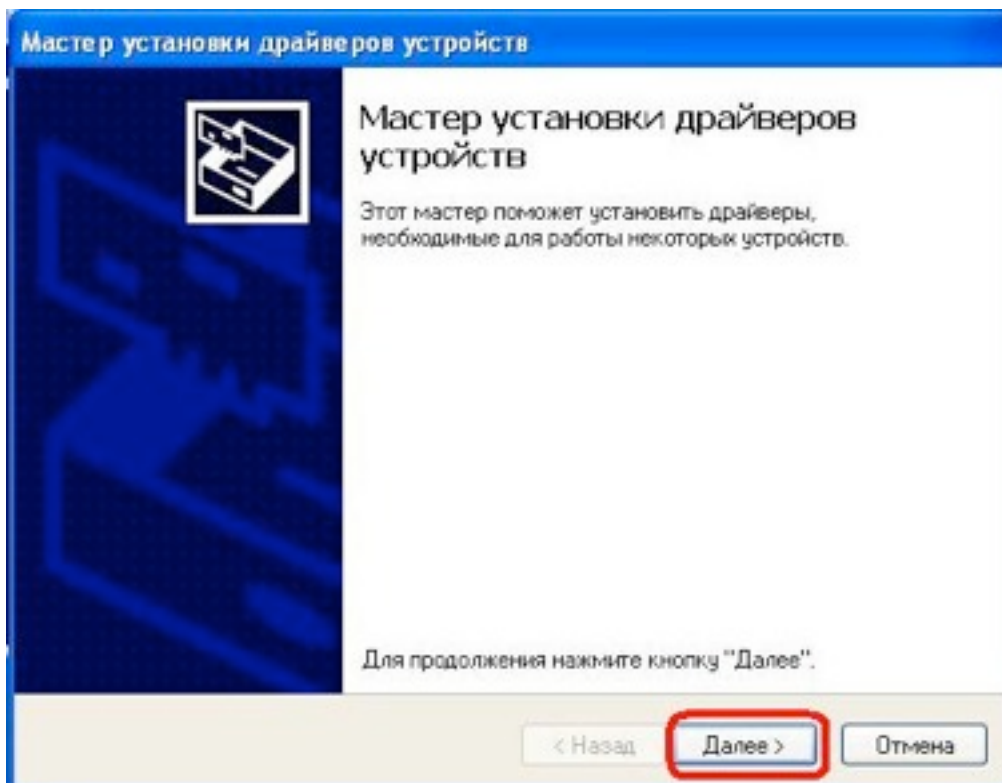 Мастер установки драйверов устройств
Мастер установки драйверов
устройств
Этот мастер поможет установить драйверы,
необходимые для работы некоторых устройств.
Для продолжения нажмите кнопку "Далее".
< Назад
Далее >
Отмена